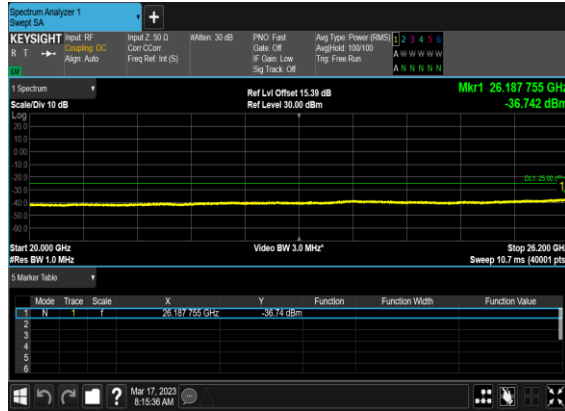 Spectrum Analyzer 1
Swept SA
+
KEYSIGHT Input: RF Input Z: 50 Ω #Atten: 30 dB PNO: Fast Avg Type: Power (RMS) 1 2 3 4 5 6
R T Coupling: DC Corr CCorr Gate: Off Avg|Hold: 100/100 A W W W W W
Align: Auto Freq Ref: Int (S) IF Gain: Low Trig: Free Run
Sig Track: Off A N N N N N
1 Spectrum
Ref Lvl Offset 15.39 dB Mkr1 26.187 755 GHz
Scale/Div 10 dB Ref Level 30.00 dBm -36.742 dBm
Log
20.0
10.0
0.00
-10.0
-20.0
DL1 -25.00
1
-30.0
-40.0
-50.0
-60.0
Start 20.000 GHz Video BW 3.0 MHz* Stop 26.200 GHz
#Res BW 1.0 MHz Sweep 10.7 ms (40001 pts)
5 Marker Table
Mode Trace Scale X Y Function Function Width Function Value
1 N 1 f 26.187 755 GHz -36.74 dBm
2
3
4
5
6
? Mar 17, 2023
8:15:36 AM